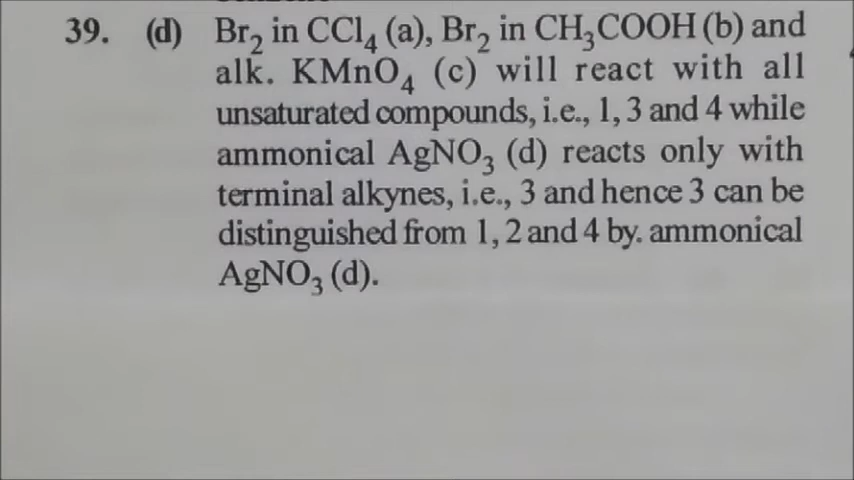 39. (d) Br₂ in CCl₄ (a), Br₂ in CH₃COOH (b) and
alk. KMnO₄ (c) will react with all
unsaturated compounds, i.e., 1, 3 and 4 while
ammonical AgNO₃ (d) reacts only with
terminal alkynes, i.e., 3 and hence 3 can be
distinguished from 1, 2 and 4 by. ammonical
AgNO₃ (d).